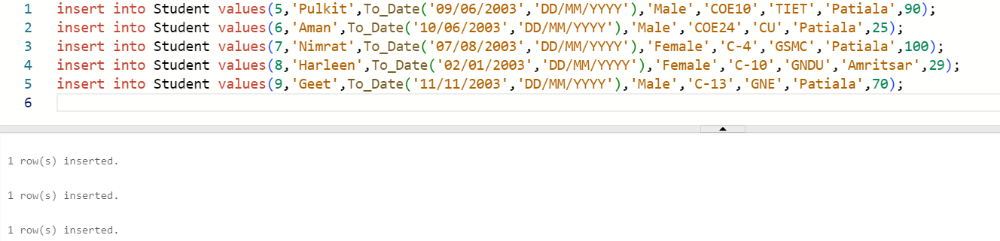 1 insert into Student values(5,'Pulkit',To_Date('09/06/2003','DD/MM/YYYY'),'Male','COE10','TIET','Patiala',90);
2 insert into Student values(6,'Aman',To_Date('10/06/2003','DD/MM/YYYY'),'Male','COE24','CU','Patiala',25);
3 insert into Student values(7,'Nimrat',To_Date('07/08/2003','DD/MM/YYYY'),'Female','C-4','GSMC','Patiala',100);
4 insert into Student values(8,'Harleen',To_Date('02/01/2003','DD/MM/YYYY'),'Female','C-10','GNDU','Amritsar',29);
5 insert into Student values(9,'Geet',To_Date('11/11/2003','DD/MM/YYYY'),'Male','C-13','GNE','Patiala',70);
6
1 row(s) inserted.
1 row(s) inserted.
1 row(s) inserted.